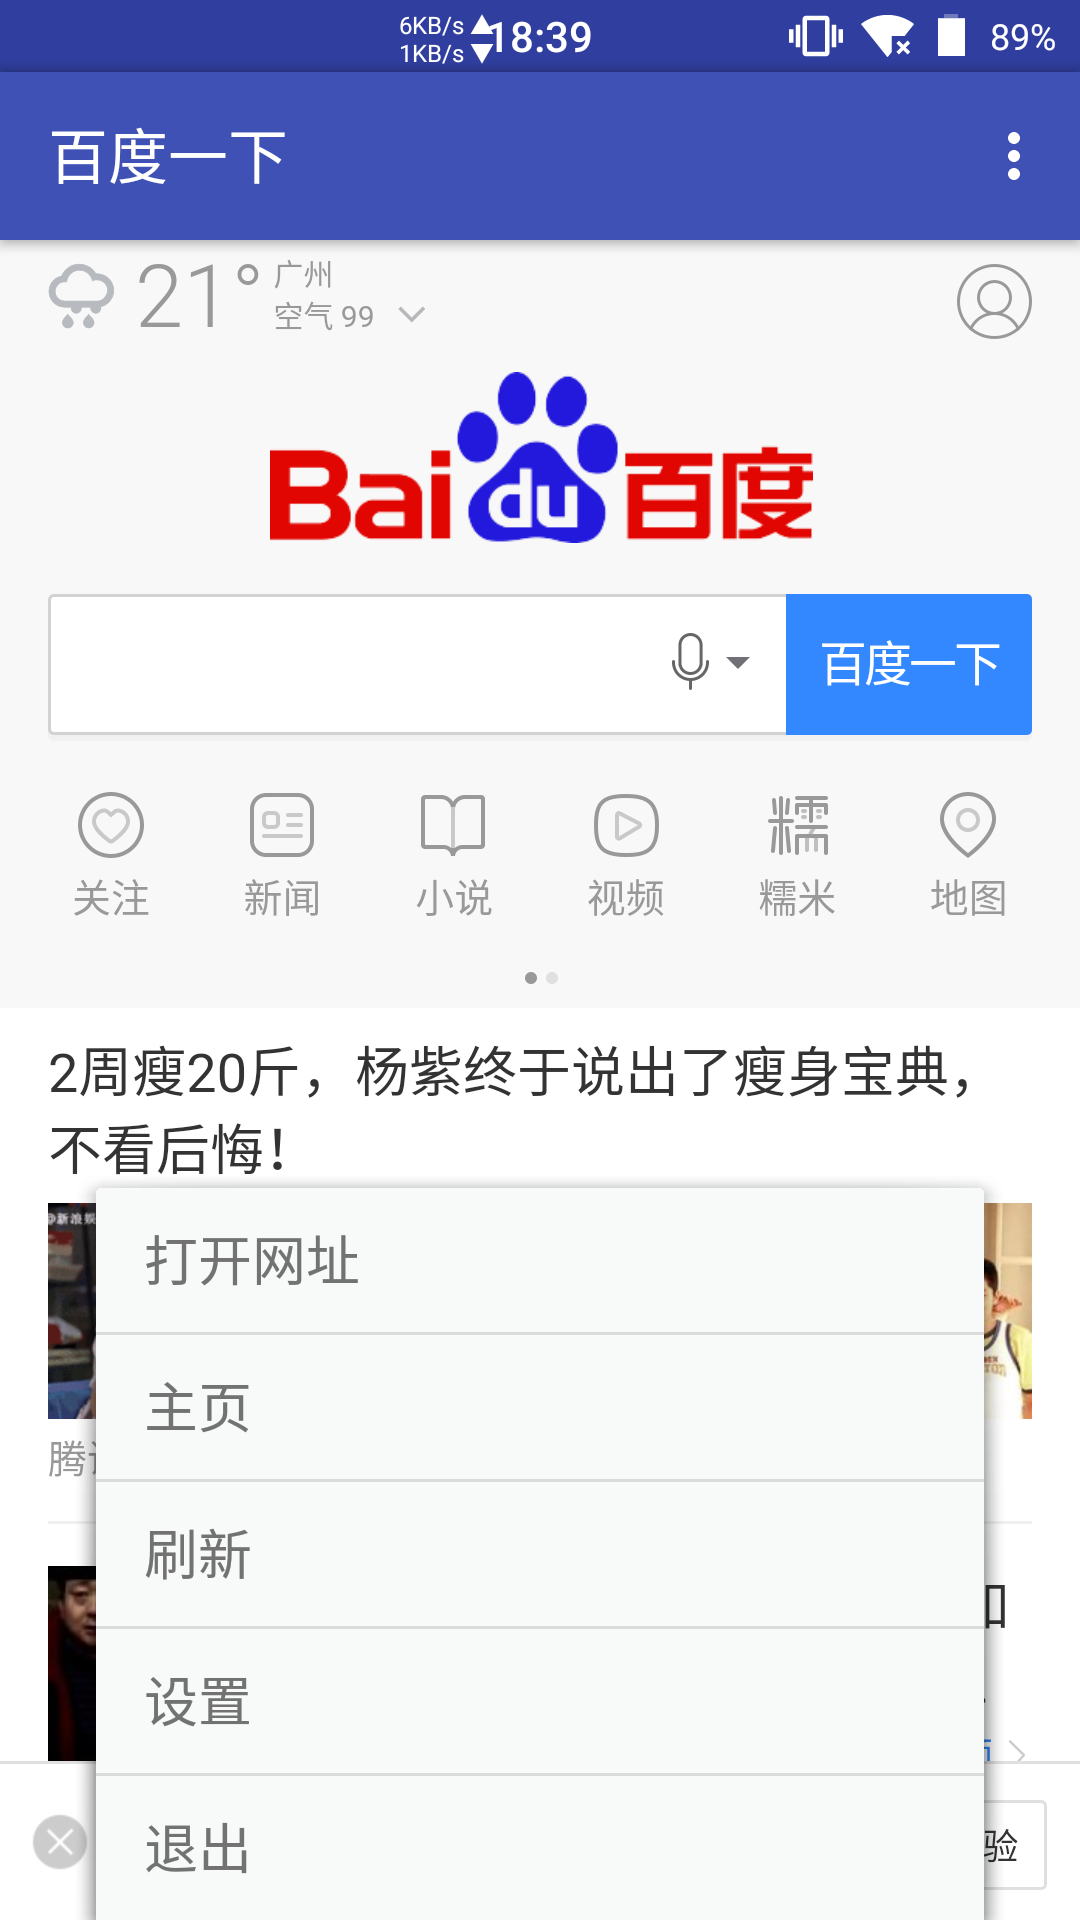 6KB/s
1KB/s
18:39
89%
百度一下
21°
广州
空气 99
Bai du 百度
百度一下
关注 新闻 小说 视频 糯米 地图
2周瘦20斤，杨紫终于说出了瘦身宝典，
不看后悔！
打开网址
主页
刷新
设置
退出
验